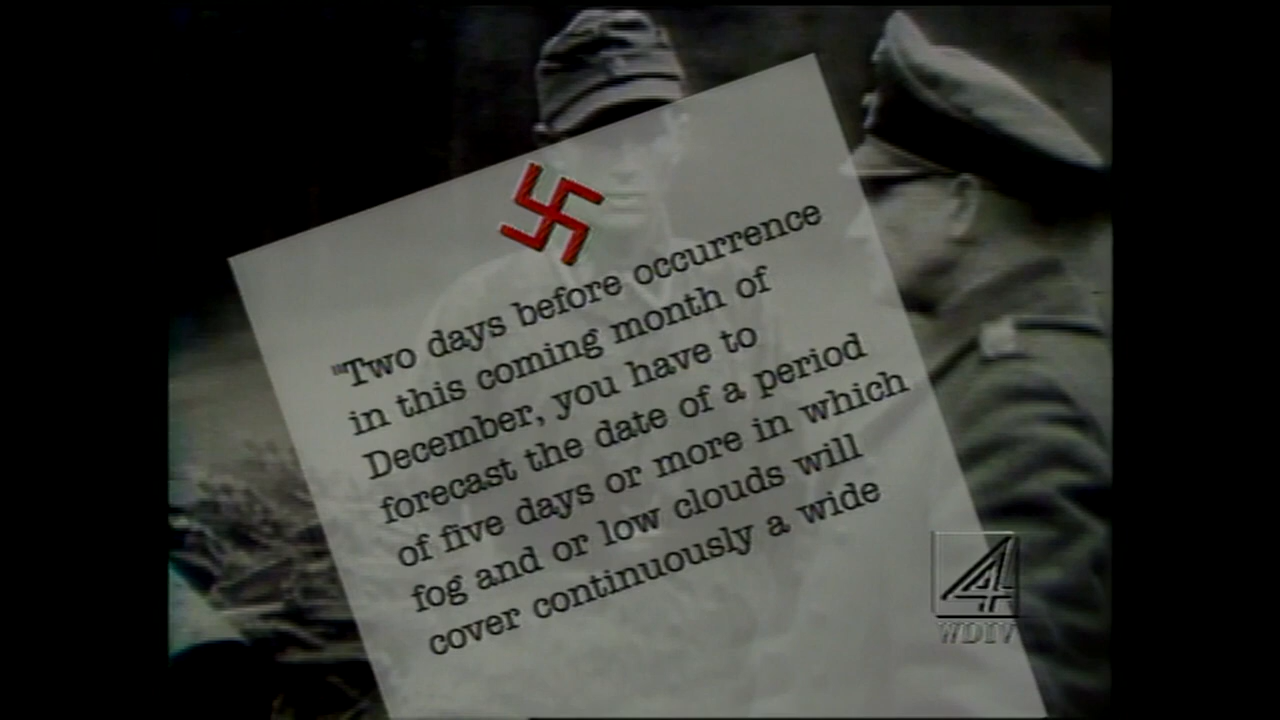 "'Two days before occurrence
in this coming month of
December, you have to
forecast the date of a period
of five days or more in which
fog and or low clouds will
cover continuously a wide
4
WDIV